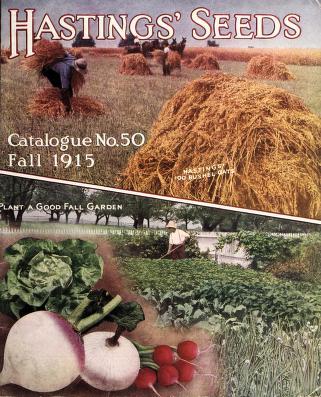 HASTINGS' SEEDS
Catalogue No. 50
Fall 1915
HASTINGS'
100 BUSHEL OATS
PLANT A GOOD FALL GARDEN